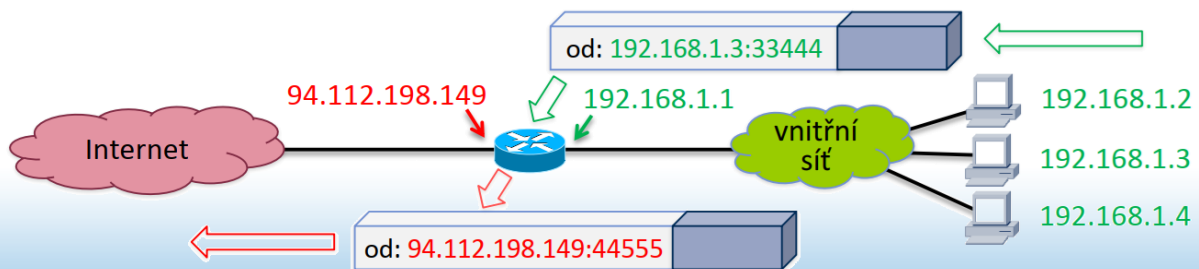 od: 192.168.1.3:33444
94.112.198.149
192.168.1.1
192.168.1.2
Internet
vnitřní
síť
192.168.1.3
192.168.1.4
od: 94.112.198.149:44555